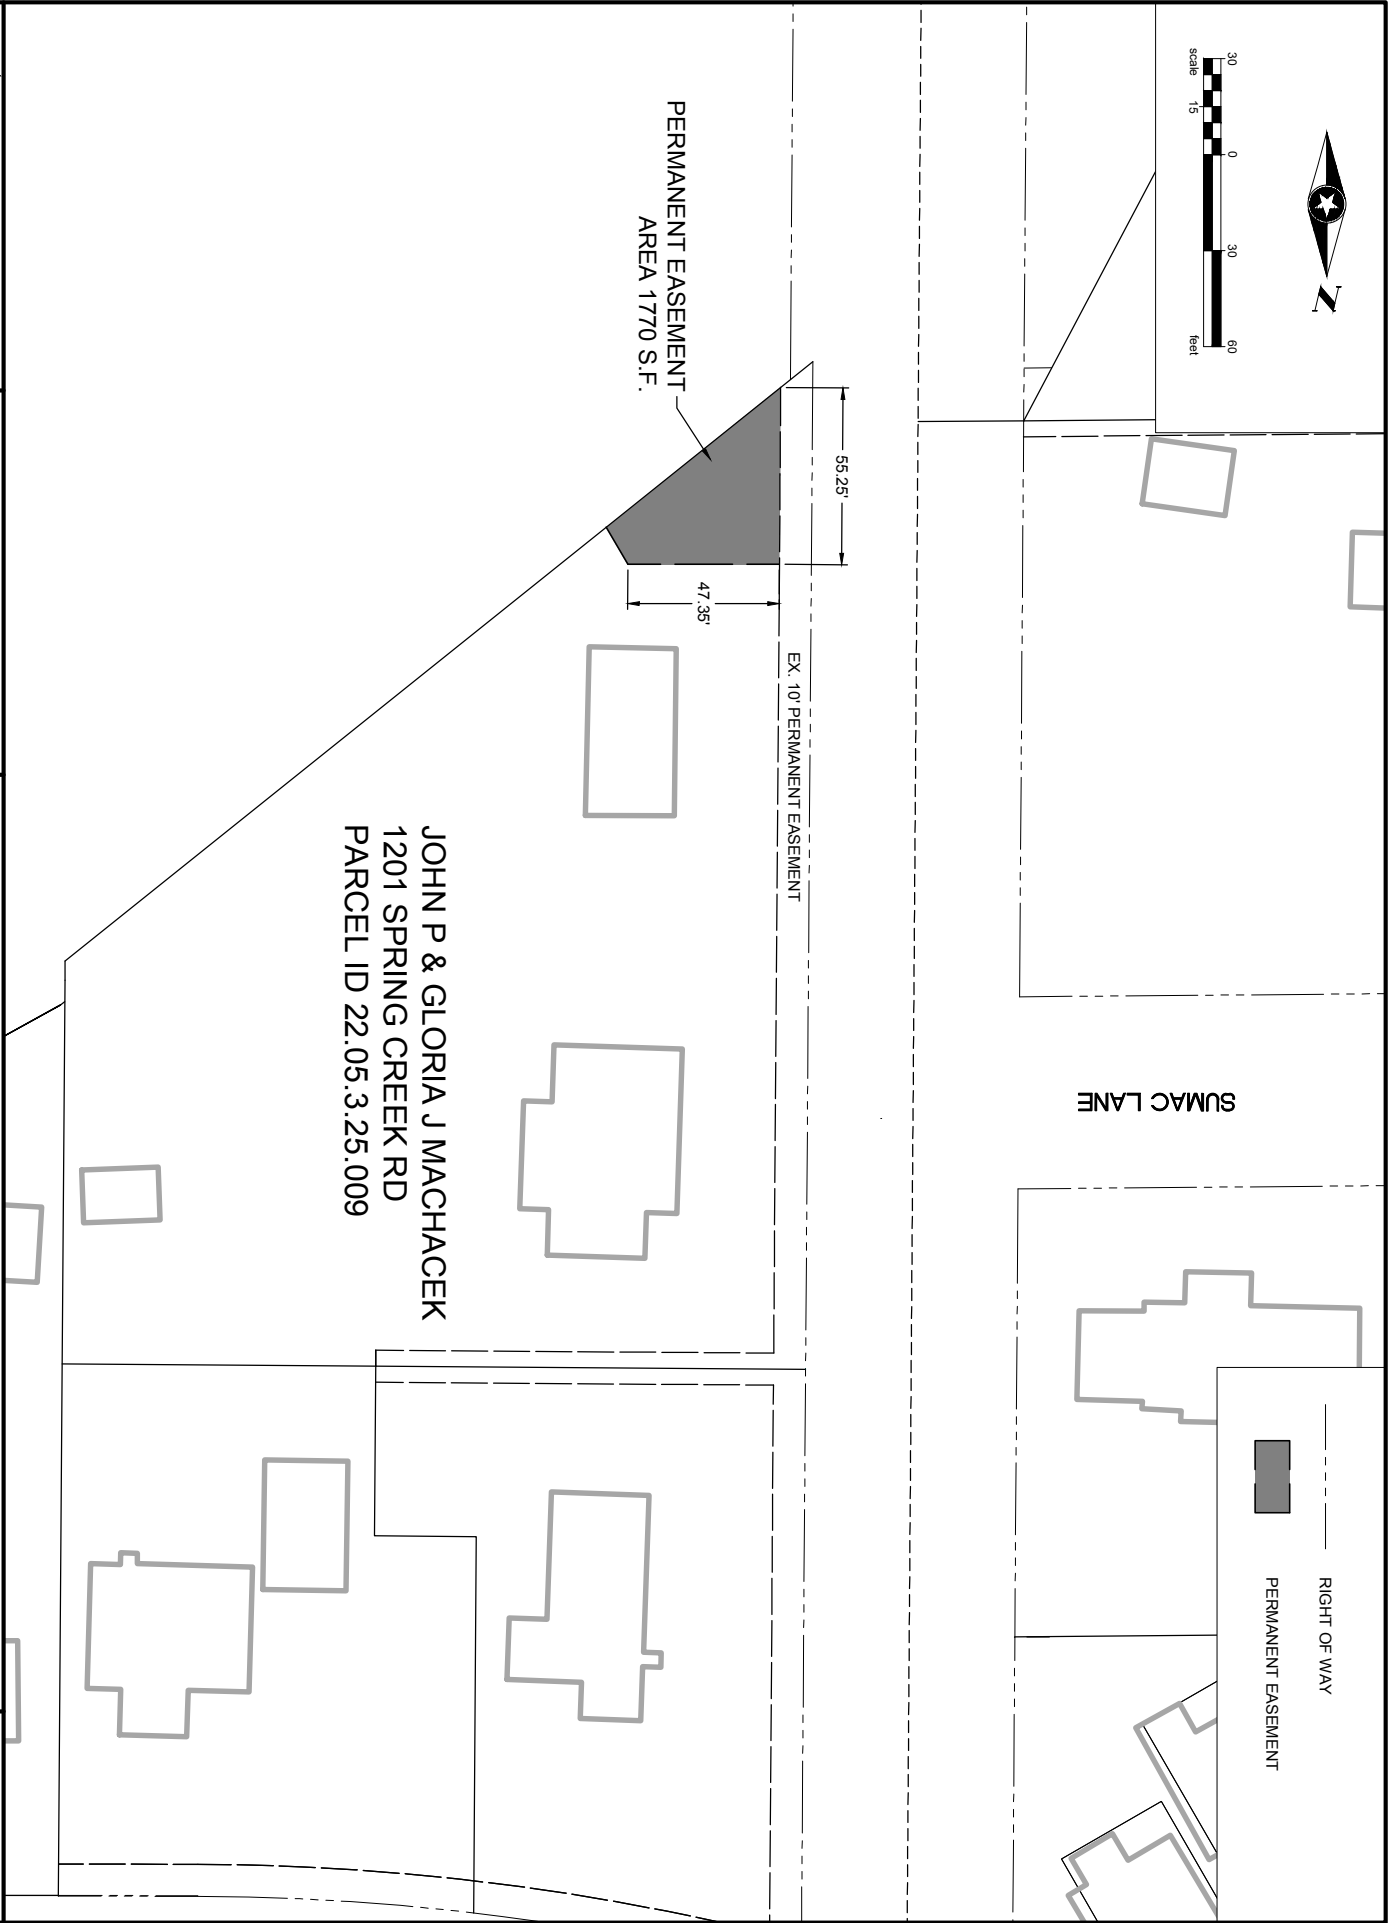 N
30
15
0
30
60
scale
feet
PERMANENT EASEMENT
AREA 1770 S.F.
55.25'
47.35'
EX. 10' PERMANENT EASEMENT
JOHN P & GLORIA J MACHACEK
1201 SPRING CREEK RD
PARCEL ID 22.05.3.25.009
SUMAC LANE
RIGHT OF WAY
PERMANENT EASEMENT